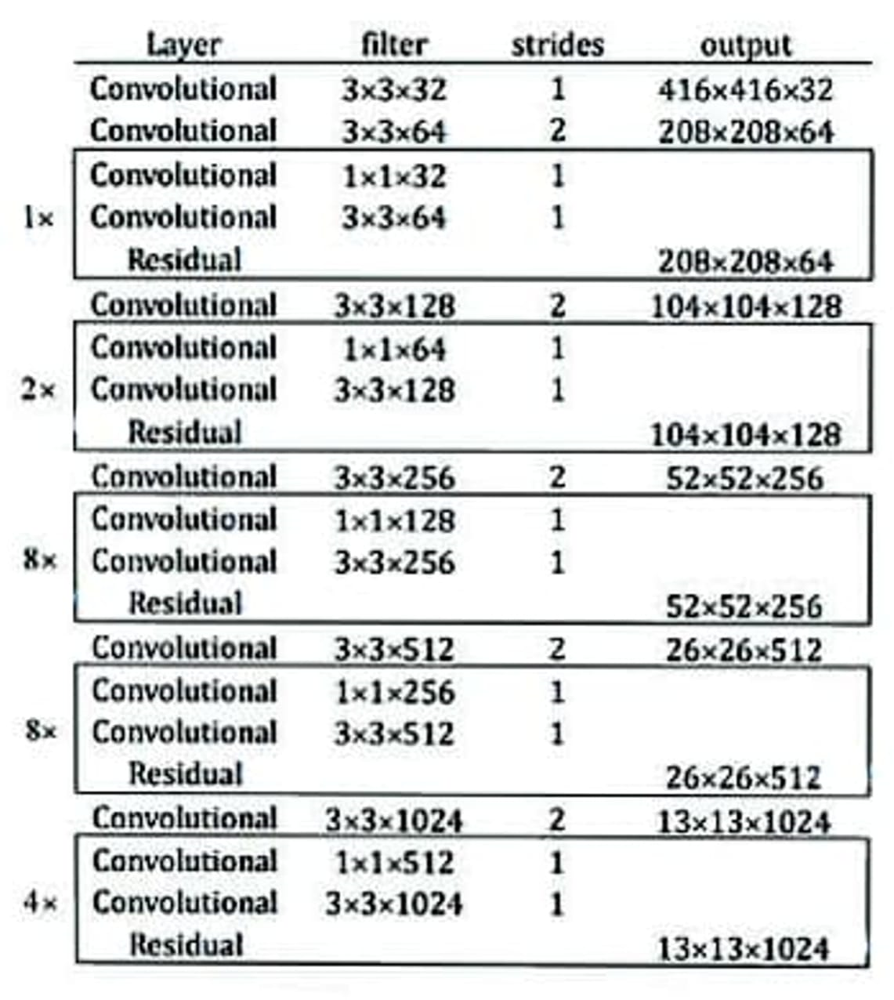 Layer filter strides output
Convolutional 3×3×32 1 416×416×32
Convolutional 3×3×64 2 208×208×64
Convolutional 1×1×32 1
1× Convolutional 3×3×64 1
Residual 208×208×64
Convolutional 3×3×128 2 104×104×128
Convolutional 1×1×64 1
2× Convolutional 3×3×128 1
Residual 104×104×128
Convolutional 3×3×256 2 52×52×256
Convolutional 1×1×128 1
8× Convolutional 3×3×256 1
Residual 52×52×256
Convolutional 3×3×512 2 26×26×512
Convolutional 1×1×256 1
8× Convolutional 3×3×512 1
Residual 26×26×512
Convolutional 3×3×1024 2 13×13×1024
Convolutional 1×1×512 1
4× Convolutional 3×3×1024 1
Residual 13×13×1024